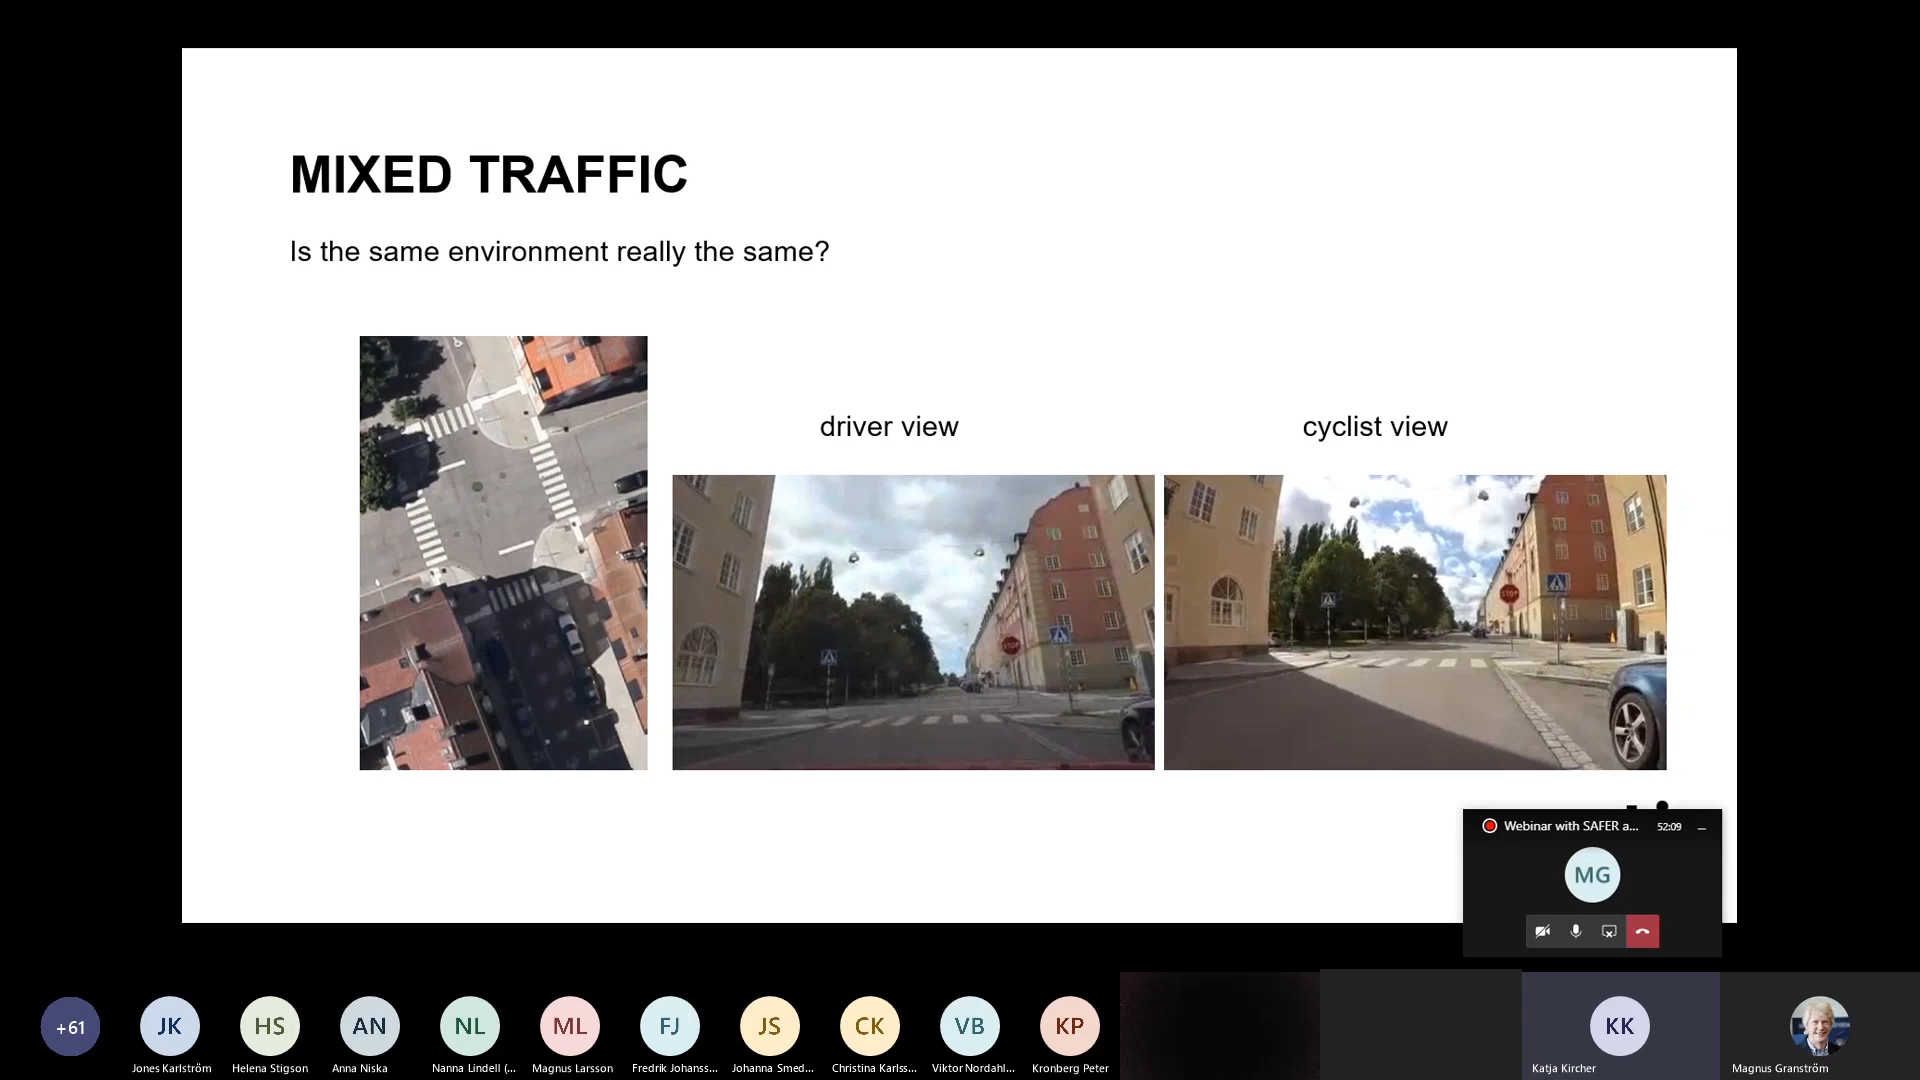 MIXED TRAFFIC
Is the same environment really the same?
driver view
cyclist view
STOP
STOP
Webinar with SAFER a...
52:09
MG
+61
JK
HS
AN
NL
ML
FJ
JS
CK
VB
KP
KK
Jones Karlström
Helena Stigson
Anna Niska
Nanna Lindell (...
Magnus Larsson
Fredrik Johanss...
Johanna Smed...
Christina Karlss...
Viktor Nordahl...
Kronberg Peter
Katja Kircher
Magnus Granström